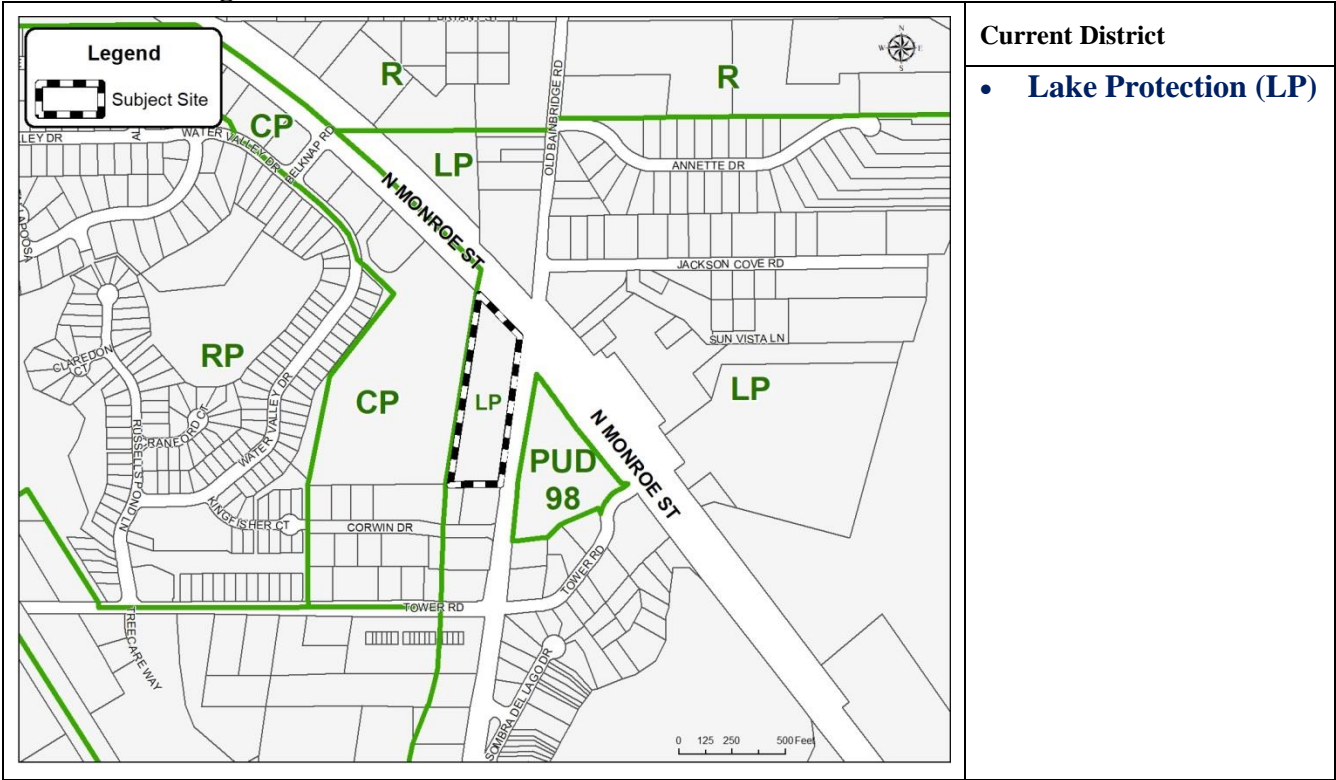 Legend
Subject Site
N
W
E
S
R
R
CP
LP
LEY DR
WATER VALLEY DR
BELKNAP RD
OLD BAINBRIDGE RD
ANNETTE DR
N MONROE ST
JACKSON COVE RD
SUN VISTA LN
CLAREDON CT
RP
CP
LP
LP
RUSSELL'S POND LN
CRANFORD CT
WATER VALLEY DR
N MONROE ST
PUD
98
KINGFISHER CT
CORWIN DR
TOWER RD
TOWER RD
TREECARE WAY
SOMBRA DEL LAGO DR
0 125 250 500 Feet
Current District
• Lake Protection (LP)